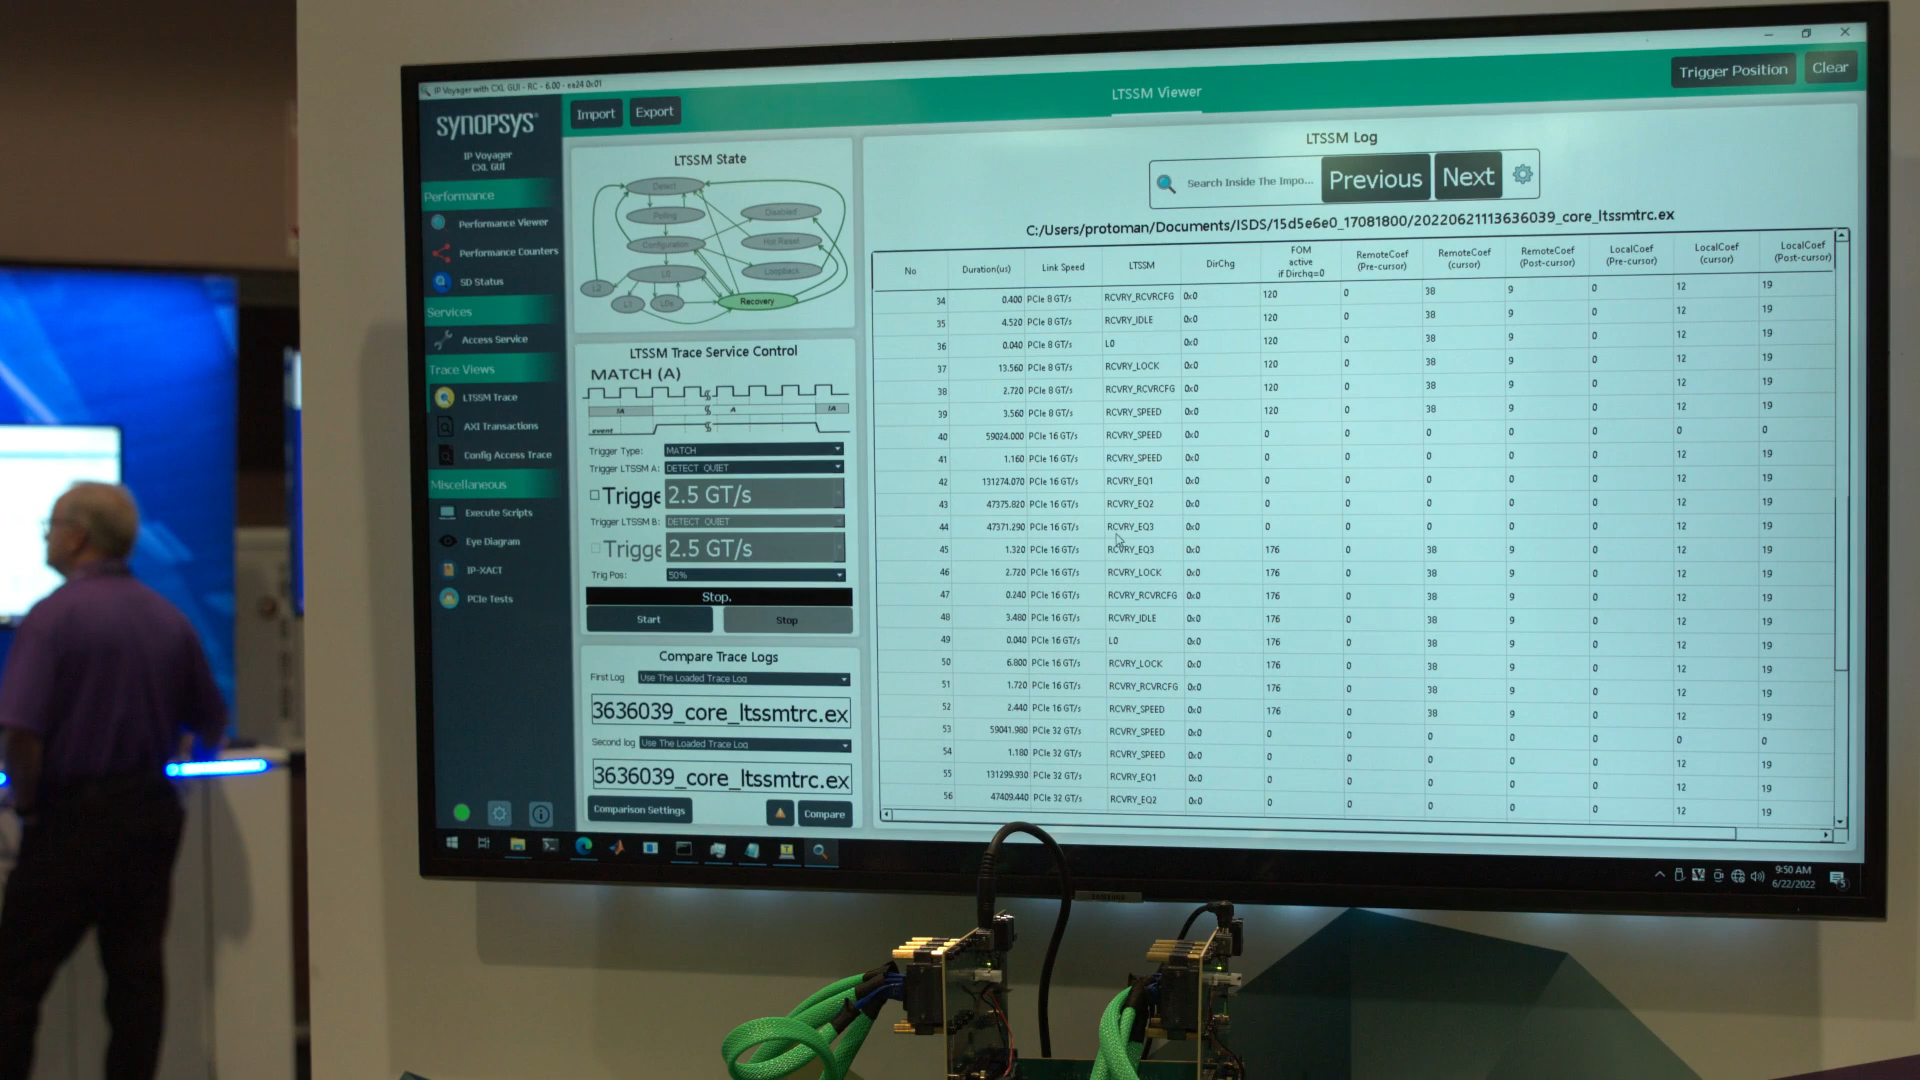 IP Voyager with CXL GUI - RC - 6.00 - ea24 0x01
SYNOPSYS
IP Voyager
CXL GUI
Performance
Performance Viewer
Performance Counters
SD Status
Services
Access Service
Trace Views
LTSSM Trace
AXI Transactions
Config Access Trace
Miscellaneous
Execute Scripts
Eye Diagram
IP-XACT
PCIe Tests
Import Export
LTSSM Viewer
Trigger Position Clear
LTSSM State
Detect
Polling
Configuration
L0
L2
L1
L0s
Disabled
Hot Reset
Loopback
Recovery
LTSSM Trace Service Control
MATCH (A)
!A A !A
event
Trigger Type: MATCH
Trigger LTSSM A: DETECT_QUIET
Trigge 2.5 GT/s
Trigger LTSSM B: DETECT_QUIET
Trigge 2.5 GT/s
Trig Pos: 50%
Stop.
Start Stop
Compare Trace Logs
First Log Use The Loaded Trace Log
3636039_core_ltssmtrc.ex
Second log Use The Loaded Trace Log
3636039_core_ltssmtrc.ex
Comparison Settings Compare
LTSSM Log
Search Inside The Impo... Previous Next
C:/Users/protoman/Documents/ISDS/15d5e6e0_17081800/20220621113636039_core_ltssmtrc.ex
No Duration(us) Link Speed LTSSM DirChg FOM active if Dirchg=0 RemoteCoef (Pre-cursor) RemoteCoef (cursor) RemoteCoef (Post-cursor) LocalCoef (Pre-cursor) LocalCoef (cursor) LocalCoef (Post-cursor)
34 0.400 PCIe 8 GT/s RCVRY_RCVRCFG 0x0 120 0 38 9 0 12 19
35 4.520 PCIe 8 GT/s RCVRY_IDLE 0x0 120 0 38 9 0 12 19
36 0.040 PCIe 8 GT/s L0 0x0 120 0 38 9 0 12 19
37 13.560 PCIe 8 GT/s RCVRY_LOCK 0x0 120 0 38 9 0 12 19
38 2.720 PCIe 8 GT/s RCVRY_RCVRCFG 0x0 120 0 38 9 0 12 19
39 3.560 PCIe 8 GT/s RCVRY_SPEED 0x0 120 0 38 9 0 12 19
40 59024.000 PCIe 16 GT/s RCVRY_SPEED 0x0 0 0 0 0 0 0 0
41 1.160 PCIe 16 GT/s RCVRY_SPEED 0x0 0 0 0 0 0 12 19
42 131274.070 PCIe 16 GT/s RCVRY_EQ1 0x0 0 0 0 0 0 12 19
43 47375.820 PCIe 16 GT/s RCVRY_EQ2 0x0 0 0 0 0 0 12 19
44 47371.290 PCIe 16 GT/s RCVRY_EQ3 0x0 0 0 0 0 0 12 19
45 1.320 PCIe 16 GT/s RCVRY_EQ3 0x0 176 0 38 9 0 12 19
46 2.720 PCIe 16 GT/s RCVRY_LOCK 0x0 176 0 38 9 0 12 19
47 0.240 PCIe 16 GT/s RCVRY_RCVRCFG 0x0 176 0 38 9 0 12 19
48 3.480 PCIe 16 GT/s RCVRY_IDLE 0x0 176 0 38 9 0 12 19
49 0.040 PCIe 16 GT/s L0 0x0 176 0 38 9 0 12 19
50 6.800 PCIe 16 GT/s RCVRY_LOCK 0x0 176 0 38 9 0 12 19
51 1.720 PCIe 16 GT/s RCVRY_RCVRCFG 0x0 176 0 38 9 0 12 19
52 2.440 PCIe 16 GT/s RCVRY_SPEED 0x0 176 0 38 9 0 12 19
53 59041.980 PCIe 32 GT/s RCVRY_SPEED 0x0 0 0 0 0 0 0 0
54 1.180 PCIe 32 GT/s RCVRY_SPEED 0x0 0 0 0 0 0 12 19
55 131299.930 PCIe 32 GT/s RCVRY_EQ1 0x0 0 0 0 0 0 12 19
56 47409.440 PCIe 32 GT/s RCVRY_EQ2 0x0 0 0 0 0 0 12 19
9:50 AM
6/22/2022
5
SAMSUNG